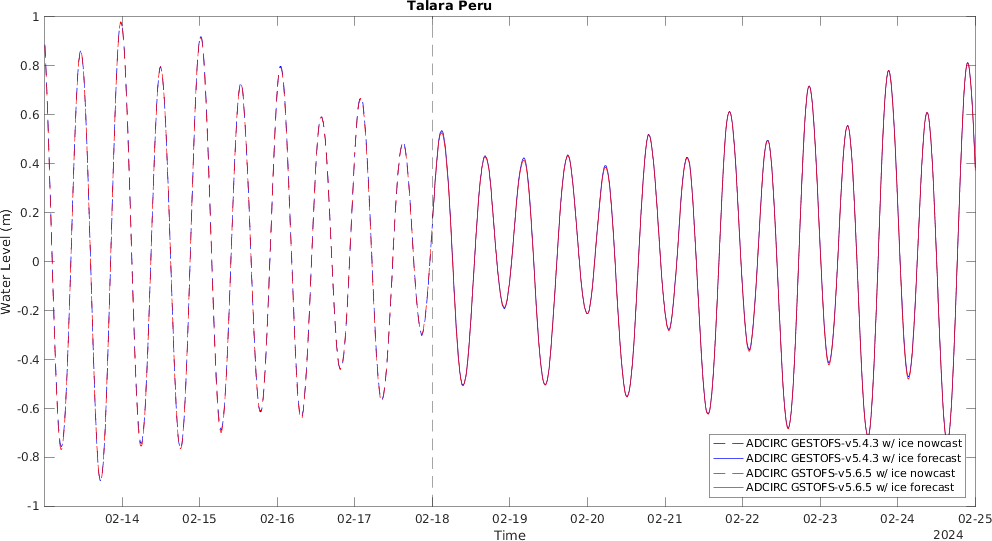 Talara Peru
1
0.8
0.6
0.4
0.2
0
-0.2
-0.4
-0.6
-0.8
-1
Water Level (m)
ADCIRC GESTOFS-v5.4.3 w/ ice nowcast
ADCIRC GESTOFS-v5.4.3 w/ ice forecast
ADCIRC GSTOFS-v5.6.5 w/ ice nowcast
ADCIRC GSTOFS-v5.6.5 w/ ice forecast
02-14 02-15 02-16 02-17 02-18 02-19 02-20 02-21 02-22 02-23 02-24 02-25
Time
2024